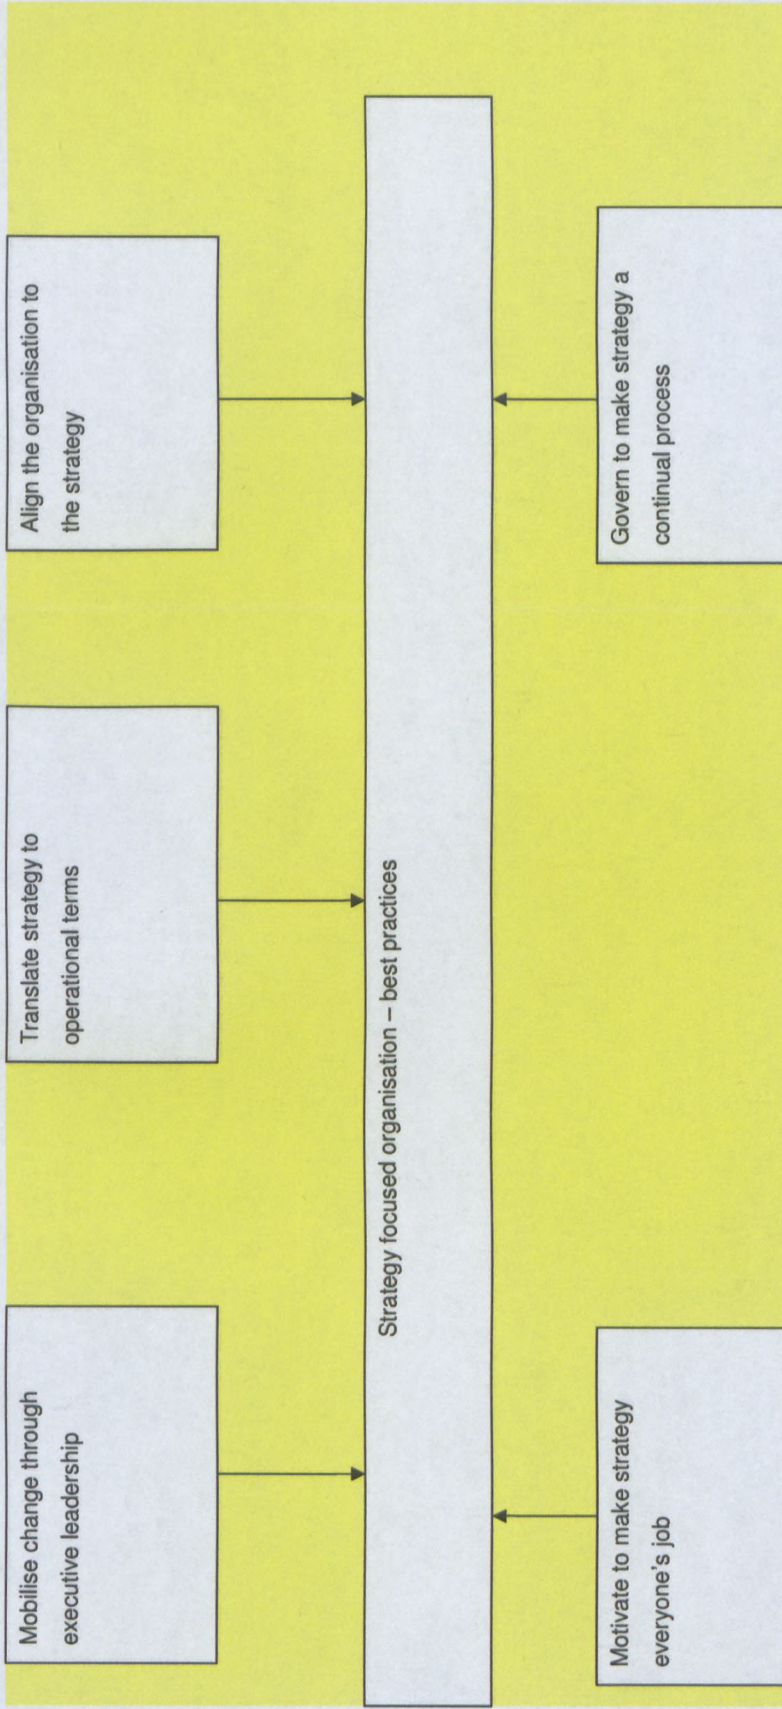 Mobilise change through
executive leadership
Translate strategy to
operational terms
Align the organisation to
the strategy
Strategy focused organisation – best practices
Motivate to make strategy
everyone's job
Govern to make strategy a
continual process